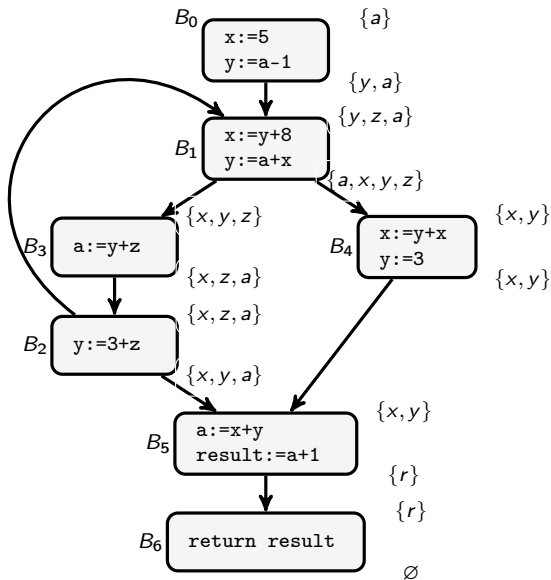 B0
{a}
x:=5
y:=a-1
{y, a}
{y, z, a}
B1
x:=y+8
y:=a+x
{a, x, y, z}
{x, y, z}
{x, y}
B3
a:=y+z
B4
x:=y+x
y:=3
{x, z, a}
{x, y}
{x, z, a}
B2
y:=3+z
{x, y, a}
{x, y}
B5
a:=x+y
result:=a+1
{r}
{r}
B6
return result
∅